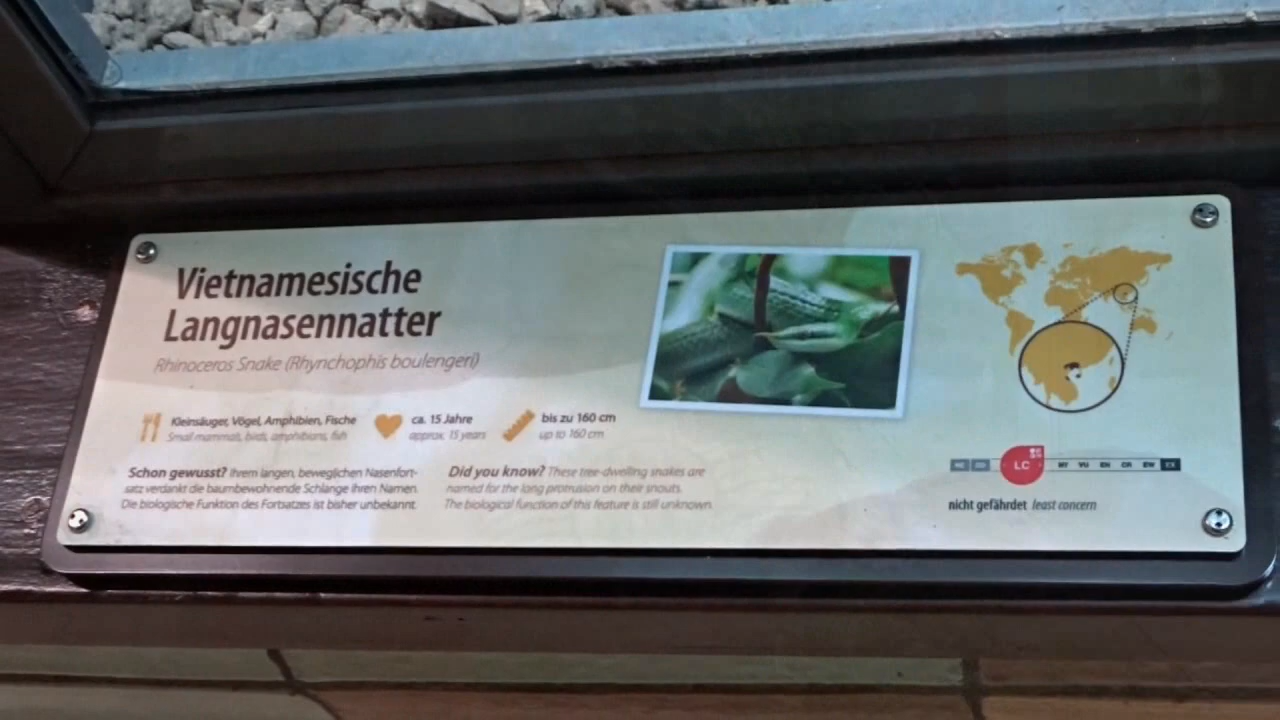 Vietnamesische
Langnasennatter
Rhinoceros Snake (Rhynchophis boulengeri)
Kleinsäuger, Vögel, Amphibien, Fische
Small mammals, birds, amphibians, fish
ca. 15 Jahre
approx. 15 years
bis zu 160 cm
up to 160 cm
Schon gewusst? Ihrem langen, beweglichen Nasenfort-
satz verdankt die baumbewohnende Schlange ihren Namen.
Die biologische Funktion des Forbatzes ist bisher unbekannt.
Did you know? These tree-dwelling snakes are
named for the long protrusion on their snouts.
The biological function of this feature is still unknown.
NE DD LC NT VU EN CR EW EX
nicht gefährdet least concern